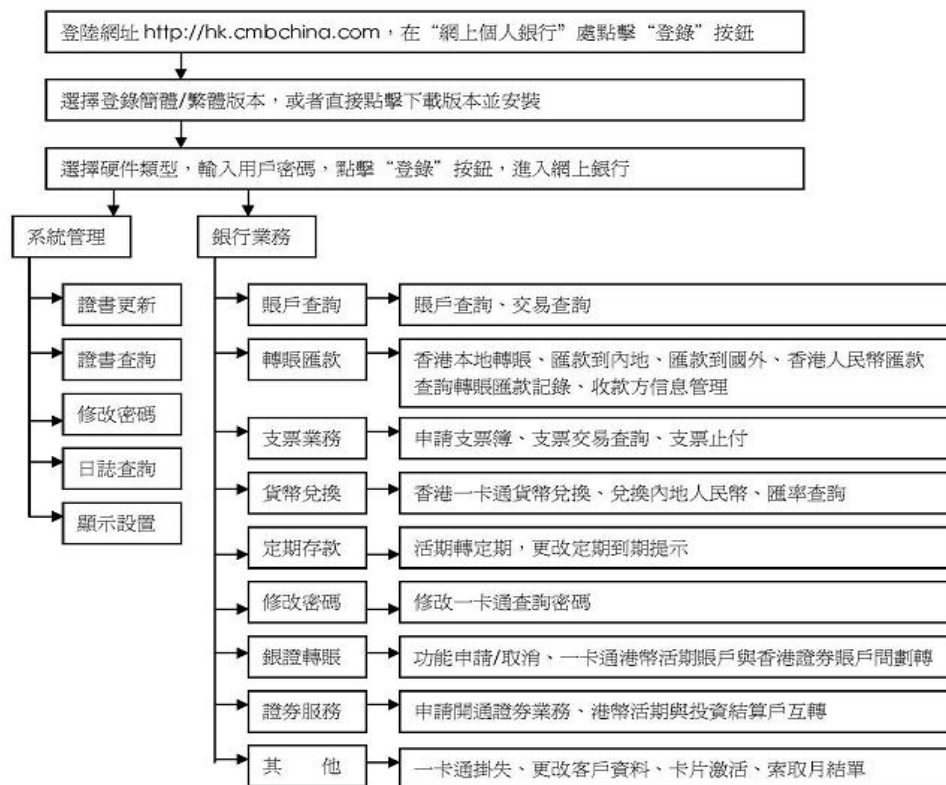 登陸網址 http://hk.cmbchina.com，在“網上個人銀行”處點擊“登錄”按鈕
選擇登錄簡體/繁體版本，或者直接點擊下載版本並安裝
選擇硬件類型，輸入用戶密碼，點擊“登錄”按鈕，進入網上銀行
系統管理
證書更新
證書查詢
修改密碼
日誌查詢
顯示設置
銀行業務
賬戶查詢
賬戶查詢、交易查詢
轉賬匯款
香港本地轉賬、匯款到內地、匯款到國外、香港人民幣匯款
查詢轉賬匯款記錄、收款方信息管理
支票業務
申請支票簿、支票交易查詢、支票止付
貨幣兌換
香港一卡通貨幣兌換、兌換內地人民幣、匯率查詢
定期存款
活期轉定期，更改定期到期提示
修改密碼
修改一卡通查詢密碼
銀證轉賬
功能申請/取消、一卡通港幣活期賬戶與香港證券賬戶間劃轉
證券服務
申請開通證券業務、港幣活期與投資結算戶互轉
其 他
一卡通掛失、更改客戶資料、卡片激活、索取月結單